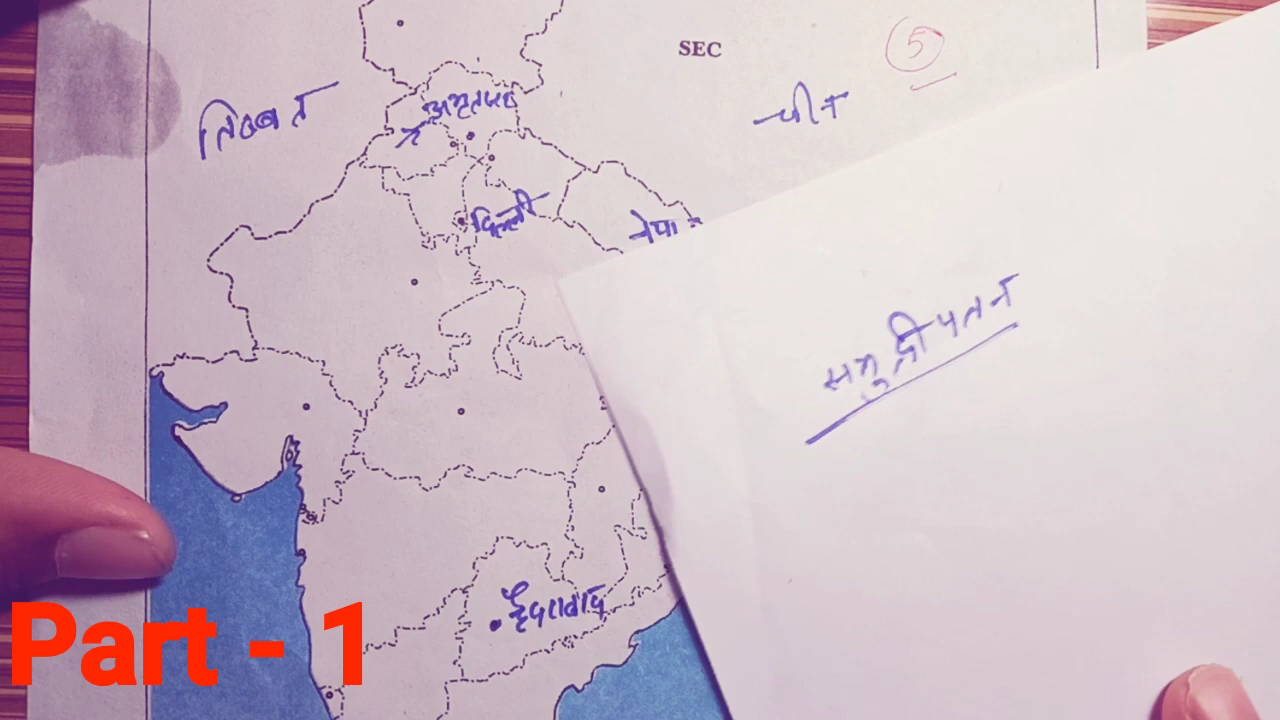 SEC
5
तिब्बत
अमृतसर
चीन
दिल्ली
नेपाल
समुद्रीपतन
हैदराबाद
Part - 1